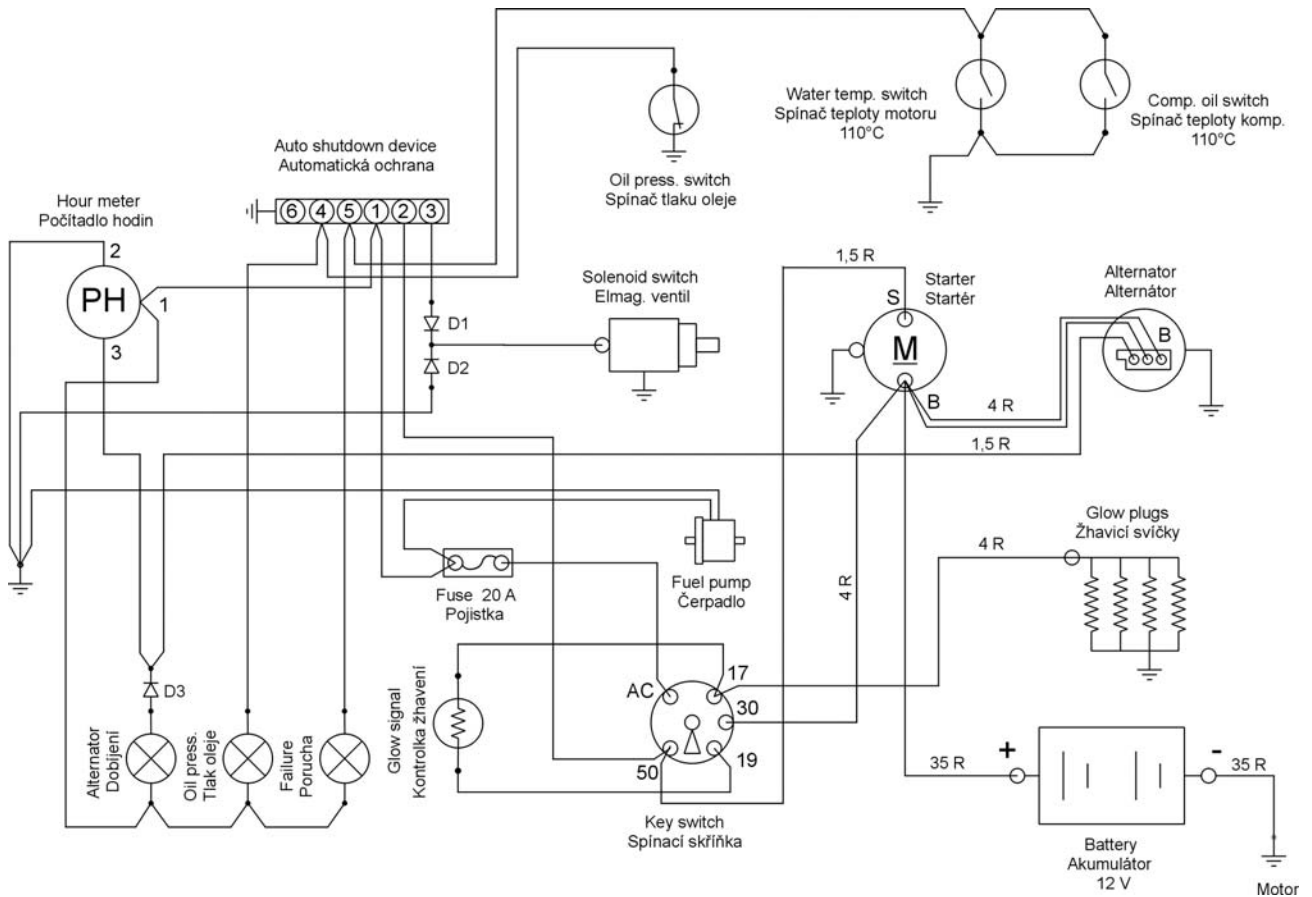 Water temp. switch
Spínač teploty motoru
110°C
Comp. oil switch
Spínač teploty komp.
110°C
Auto shutdown device
Automatická ochrana
Oil press. switch
Spínač tlaku oleje
Hour meter
Počítadlo hodin
6 4 5 1 2 3
2
PH
1
3
D1
D2
Solenoid switch
Elmag. ventil
1,5 R
S
Starter
Startér
M
B
Alternator
Alternátor
B
4 R
1,5 R
Fuse 20 A
Pojistka
Fuel pump
Čerpadlo
4 R
4 R
Glow plugs
Žhavicí svíčky
D3
Alternator
Dobíjení
Oil press.
Tlak oleje
Failure
Porucha
Glow signal
Kontrolka žhavení
AC
17
30
19
50
Key switch
Spínací skříňka
35 R
+
-
35 R
Battery
Akumulátor
12 V
Motor